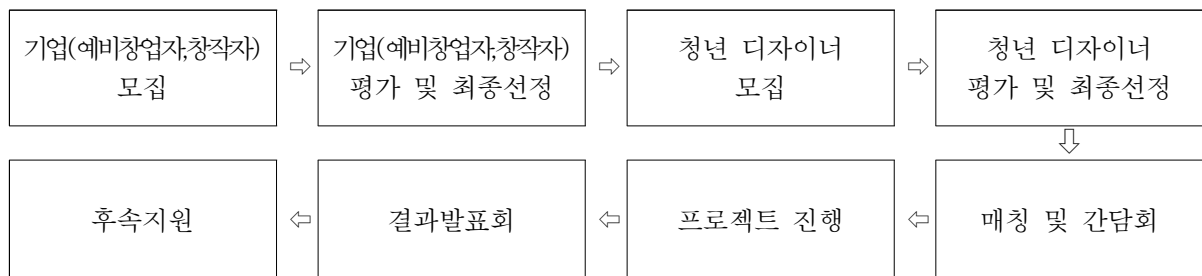 기업(예비창업자,창작자)
모집
⇨
기업(예비창업자,창작자)
평가 및 최종선정
⇨
청년 디자이너
모집
⇨
청년 디자이너
평가 및 최종선정
⇩
매칭 및 간담회
⇦
프로젝트 진행
⇦
결과발표회
⇦
후속지원